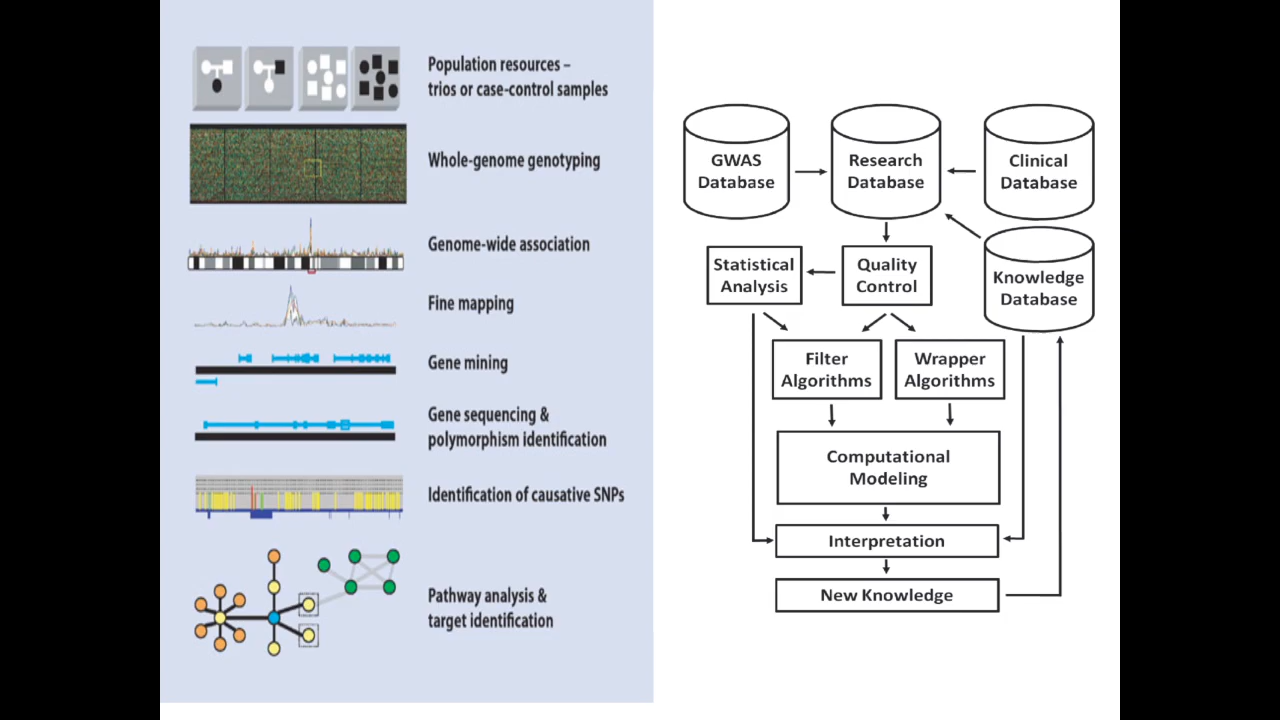 Population resources –
trios or case-control samples
Whole-genome genotyping
Genome-wide association
Fine mapping
Gene mining
Gene sequencing &
polymorphism identification
Identification of causative SNPs
Pathway analysis &
target identification
GWAS
Database
Research
Database
Clinical
Database
Knowledge
Database
Statistical
Analysis
Quality
Control
Filter
Algorithms
Wrapper
Algorithms
Computational
Modeling
Interpretation
New Knowledge